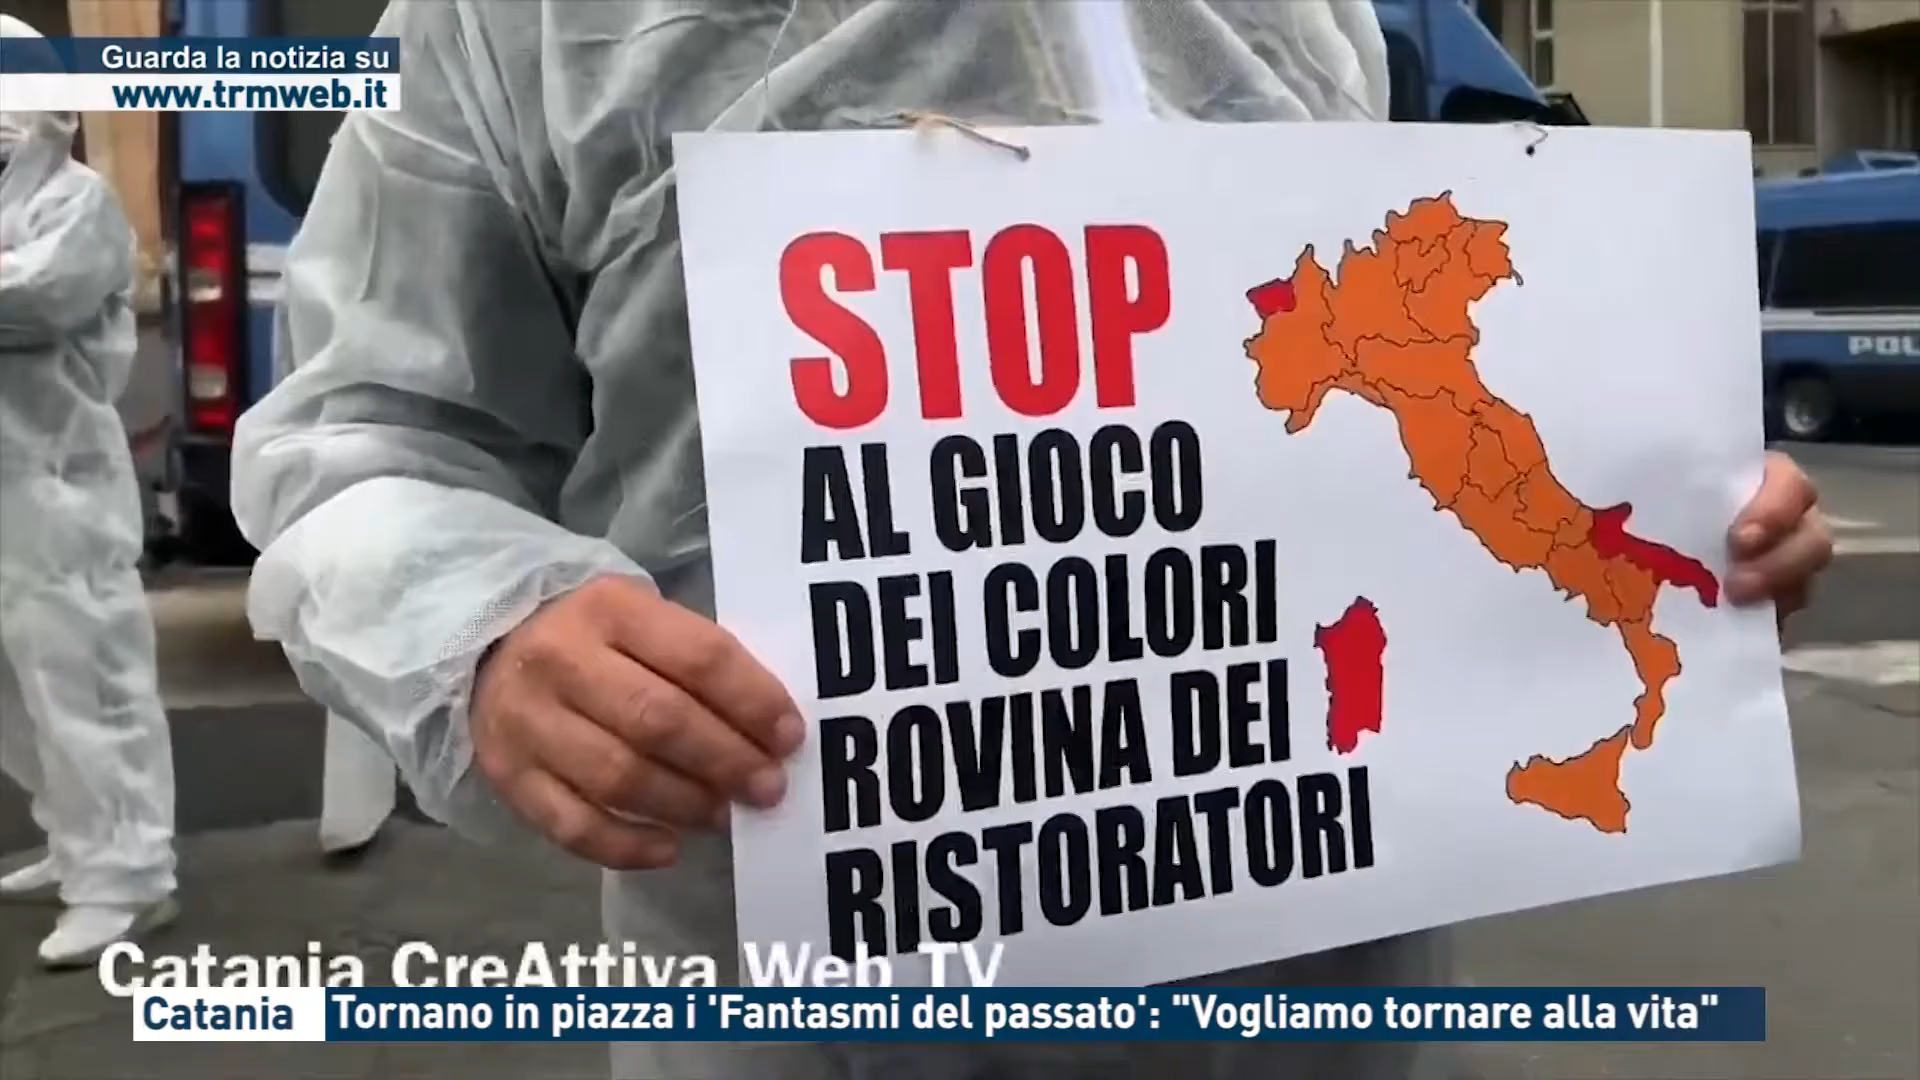 Guarda la notizia su
www.trmweb.it
STOP
AL GIOCO
DEI COLORI
ROVINA DEI
RISTORATORI
POL
Catania CreAttiva Web TV
Catania Tornano in piazza i 'Fantasmi del passato': "Vogliamo tornare alla vita"